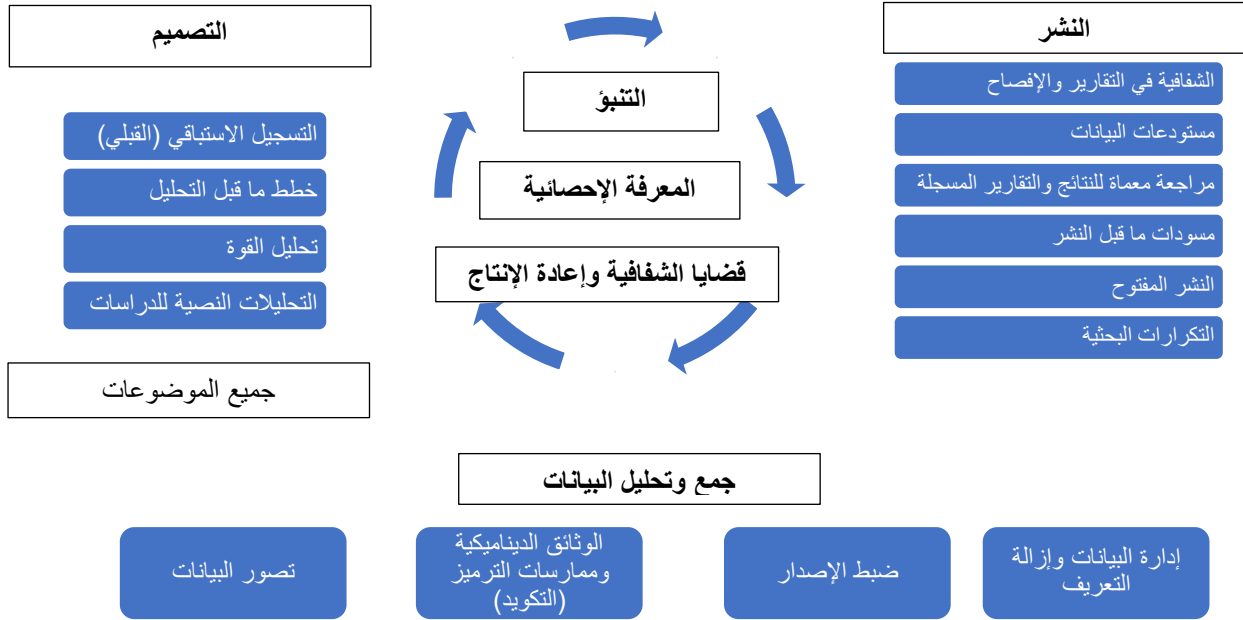 النشر
الشفافية في التقارير والإفصاح
مستودعات البيانات
مراجعة معماة للنتائج والتقارير المسجلة
مسودات ما قبل النشر
النشر المفتوح
التكرارات البحثية
التنبؤ
المعرفة الإحصائية
قضايا الشفافية وإعادة الإنتاج
التصميم
التسجيل الاستباقي (القبلي)
خطط ما قبل التحليل
تحليل القوة
التحليلات النصية للدراسات
جميع الموضوعات
جمع وتحليل البيانات
إدارة البيانات وإزالة
التعريف
ضبط الإصدار
الوثائق الديناميكية
وممارسات الترميز
(التكويد)
تصور البيانات